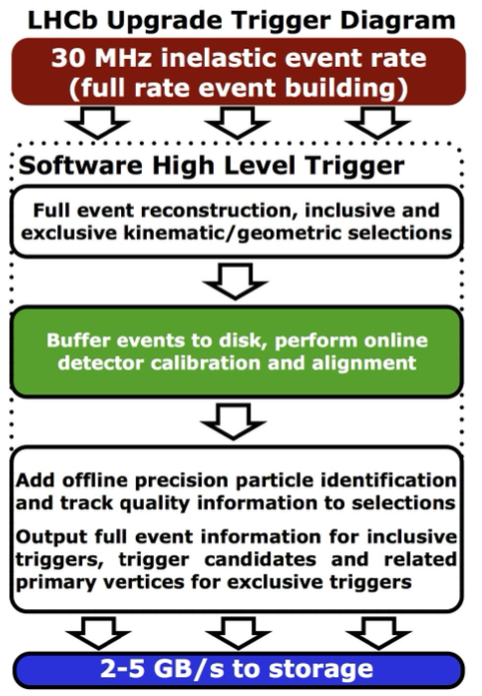 LHCb Upgrade Trigger Diagram
30 MHz inelastic event rate
(full rate event building)
Software High Level Trigger
Full event reconstruction, inclusive and
exclusive kinematic/geometric selections
Buffer events to disk, perform online
detector calibration and alignment
Add offline precision particle identification
and track quality information to selections
Output full event information for inclusive
triggers, trigger candidates and related
primary vertices for exclusive triggers
2-5 GB/s to storage